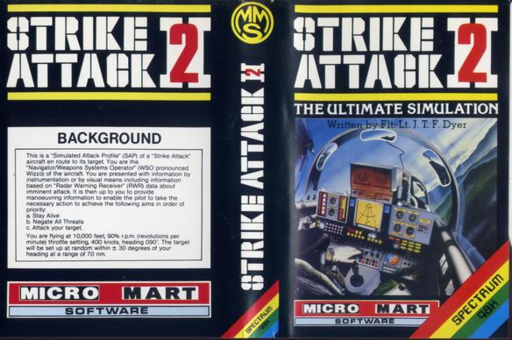 STRIKE
ATTACK II 2
BACKGROUND
This is a "Simulated Attack Profile" (SAP) of a "Strike Attack"
aircraft en route to its target. You are the
"Navigator/Weapons Systems Operator" (WSO pronounced
Wizzo) of the aircraft. You are presented with information by
instrumentation or by visual means including information
based on "Radar Warning Receiver" (RWR) data about
imminent attack. It is then up to you to provide
manoeuvring information to enable the pilot to take the
necessary action to achieve the following aims in order of
priority:
a. Stay Alive
b. Negate All Threats
c. Attack your target.
You are flying at 10,000 feet, 90% r.p.m. (revolutions per
minute) throttle setting, 400 knots, heading 090°. The target
will be set up at random within ± 30 degrees of your
heading at a range of 70 nm.
MICRO MART
SOFTWARE
MMS
STRIKE ATTACK II 2
SPECTRUM
48K
STRIKE
ATTACK II 2
THE ULTIMATE SIMULATION
Written by Flt. Lt. J. T. F. Dyer
MICRO MART
SOFTWARE
SPECTRUM
48K